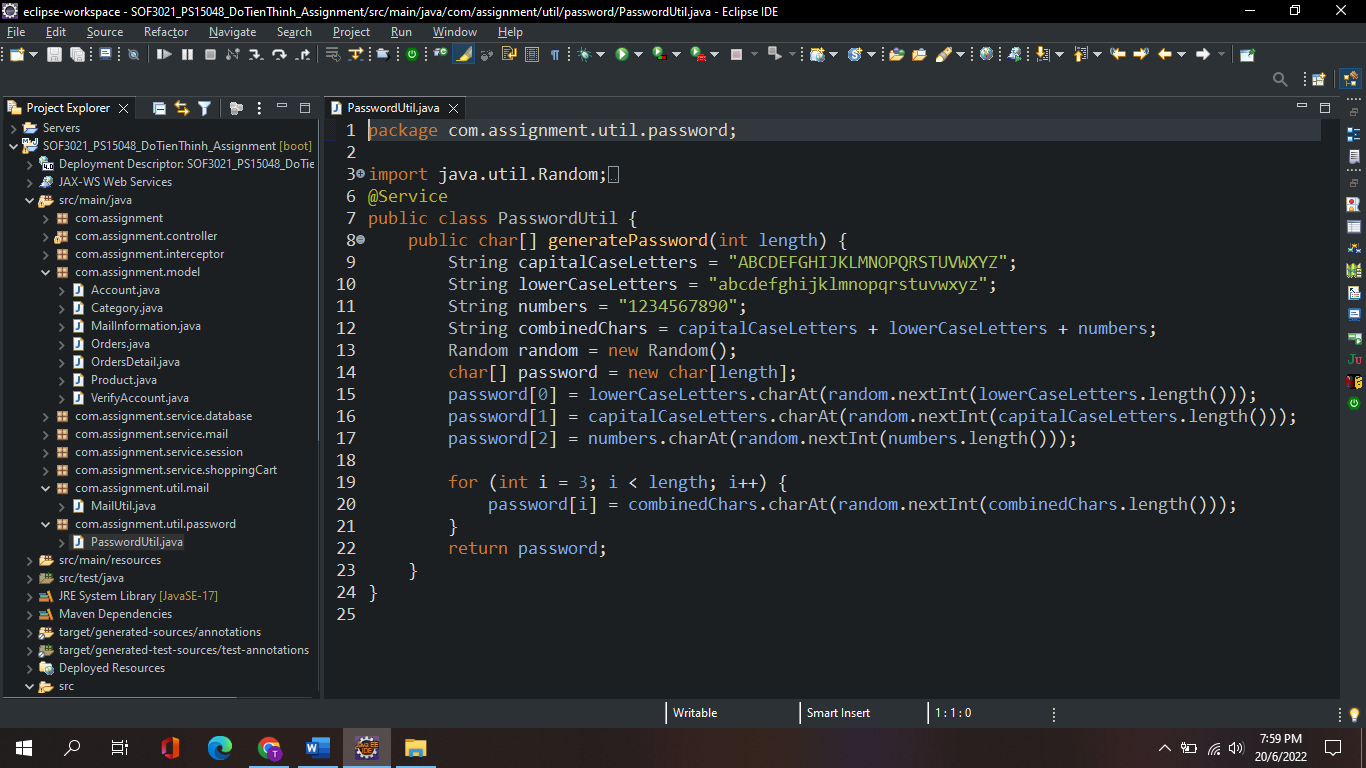 eclipse-workspace - SOF3021_PS15048_DoTienThinh_Assignment/src/main/java/com/assignment/util/password/PasswordUtil.java - Eclipse IDE
File Edit Source Refactor Navigate Search Project Run Window Help
Project Explorer
Servers
SOF3021_PS15048_DoTienThinh_Assignment [boot]
Deployment Descriptor: SOF3021_PS15048_DoTie
JAX-WS Web Services
src/main/java
com.assignment
com.assignment.controller
com.assignment.interceptor
com.assignment.model
Account.java
Category.java
MailInformation.java
Orders.java
OrdersDetail.java
Product.java
VerifyAccount.java
com.assignment.service.database
com.assignment.service.mail
com.assignment.service.session
com.assignment.service.shoppingCart
com.assignment.util.mail
MailUtil.java
com.assignment.util.password
PasswordUtil.java
src/main/resources
src/test/java
JRE System Library [JavaSE-17]
Maven Dependencies
target/generated-sources/annotations
target/generated-test-sources/test-annotations
Deployed Resources
src
PasswordUtil.java
1 package com.assignment.util.password;
2
3 import java.util.Random;
6 @Service
7 public class PasswordUtil {
8 public char[] generatePassword(int length) {
9 String capitalCaseLetters = "ABCDEFGHIJKLMNOPQRSTUVWXYZ";
10 String lowerCaseLetters = "abcdefghijklmnopqrstuvwxyz";
11 String numbers = "1234567890";
12 String combinedChars = capitalCaseLetters + lowerCaseLetters + numbers;
13 Random random = new Random();
14 char[] password = new char[length];
15 password[0] = lowerCaseLetters.charAt(random.nextInt(lowerCaseLetters.length()));
16 password[1] = capitalCaseLetters.charAt(random.nextInt(capitalCaseLetters.length()));
17 password[2] = numbers.charAt(random.nextInt(numbers.length()));
18
19 for (int i = 3; i < length; i++) {
20 password[i] = combinedChars.charAt(random.nextInt(combinedChars.length()));
21 }
22 return password;
23 }
24 }
25
Writable Smart Insert 1 : 1 : 0
7:59 PM
20/6/2022